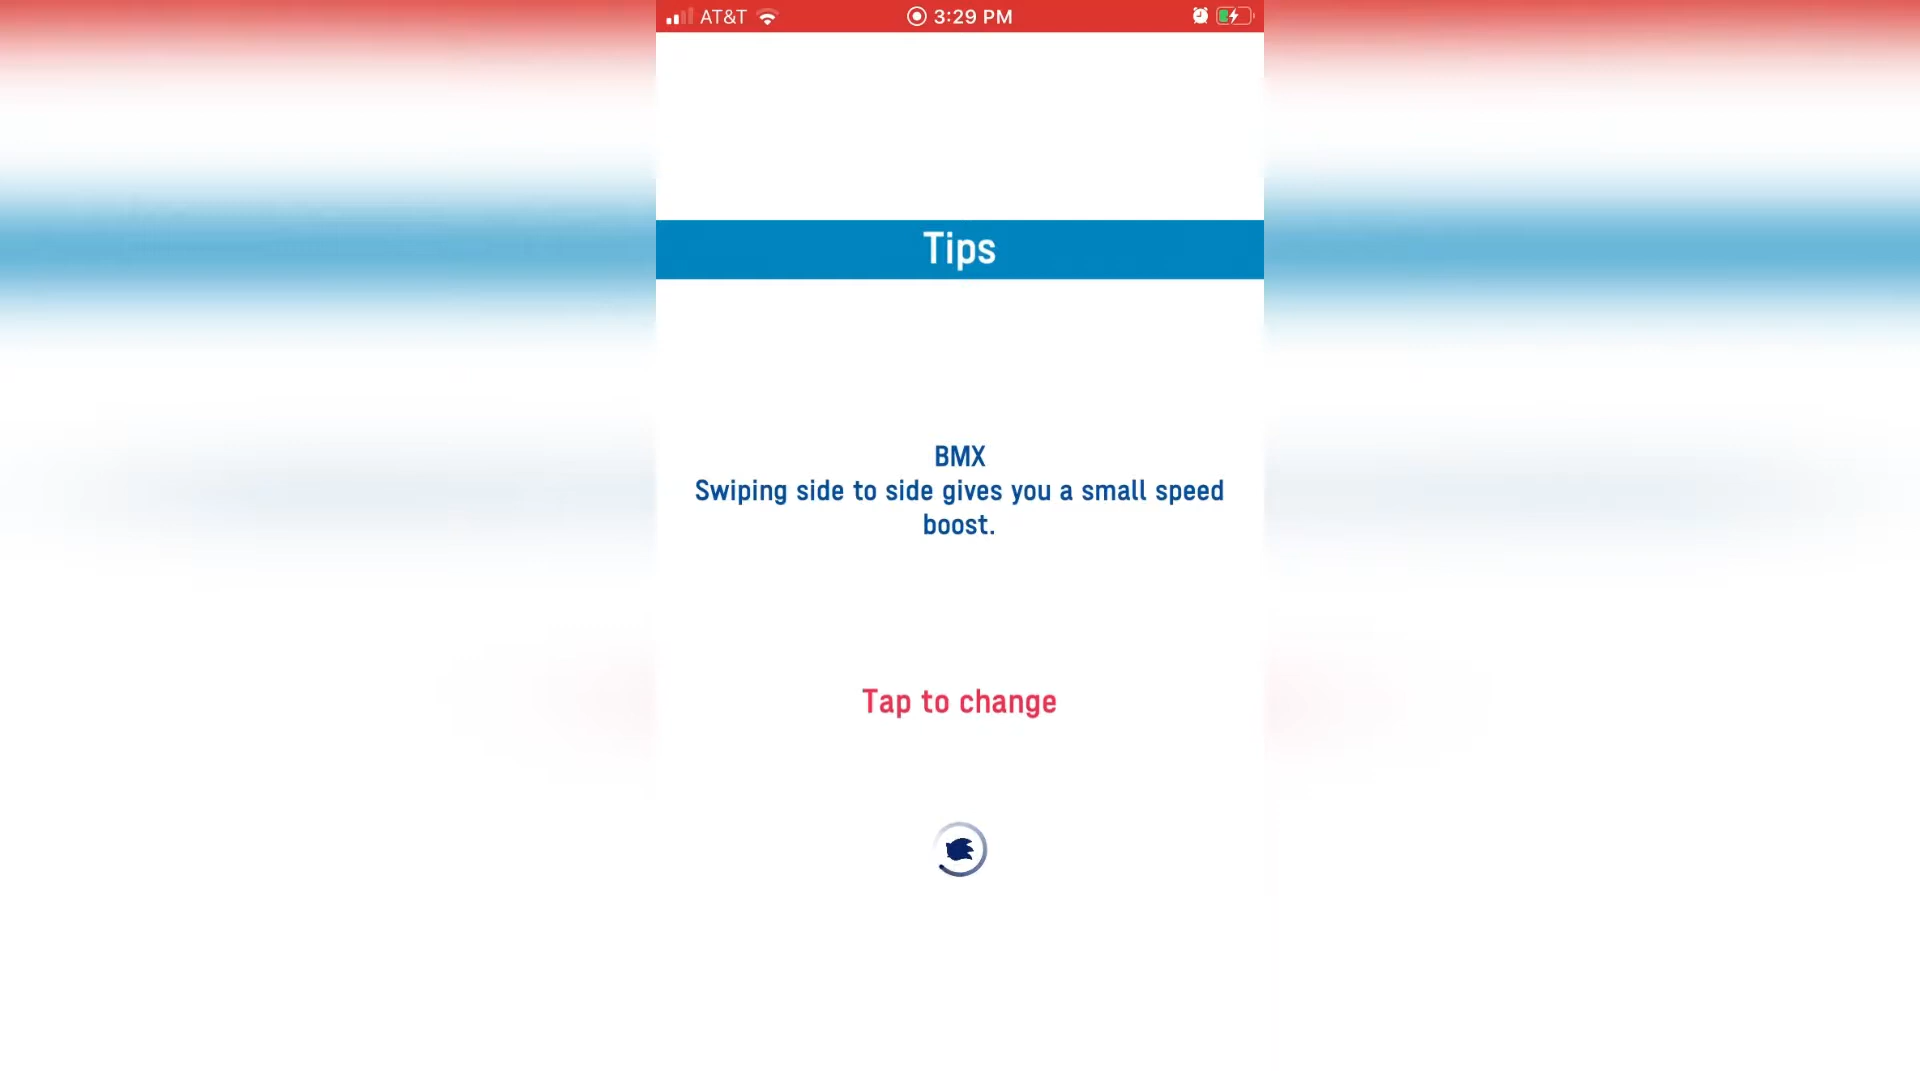 AT&T 3:29 PM
Tips
BMX
Swiping side to side gives you a small speed
boost.
Tap to change